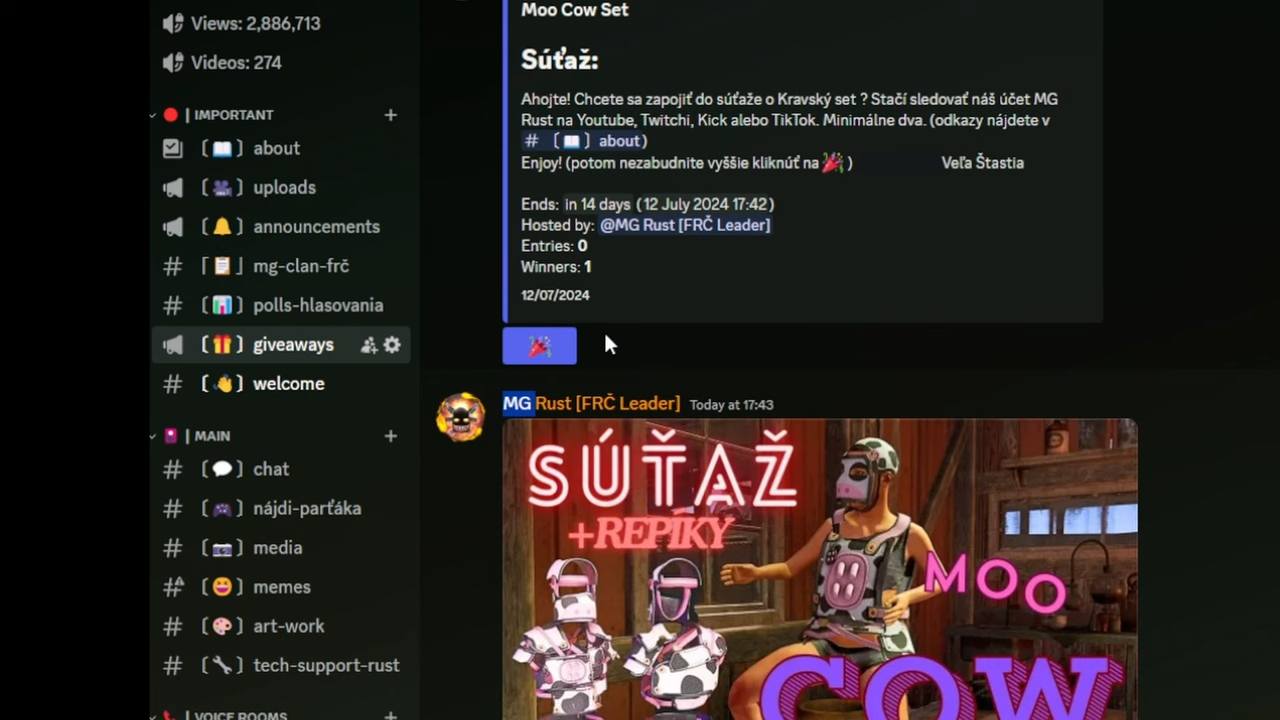 Views: 2,886,713
Videos: 274
| IMPORTANT
about
uploads
announcements
mg-clan-frč
polls-hlasovania
giveaways
welcome
| MAIN
chat
nájdi-parťáka
media
memes
art-work
tech-support-rust
| VOICE ROOMS
Moo Cow Set
Súťaž:
Ahojte! Chcete sa zapojiť do súťaže o Kravský set ? Stačí sledovať náš účet MG
Rust na Youtube, Twitchi, Kick alebo TikTok. Minimálne dva. (odkazy nájdete v
# about)
Enjoy! (potom nezabudnite vyššie kliknúť na 🎉) Veľa Štastia
Ends: in 14 days (12 July 2024 17:42)
Hosted by: @MG Rust [FRČ Leader]
Entries: 0
Winners: 1
12/07/2024
MG Rust [FRČ Leader] Today at 17:43
SÚŤAŽ
+REPÍKY
MOO
COW